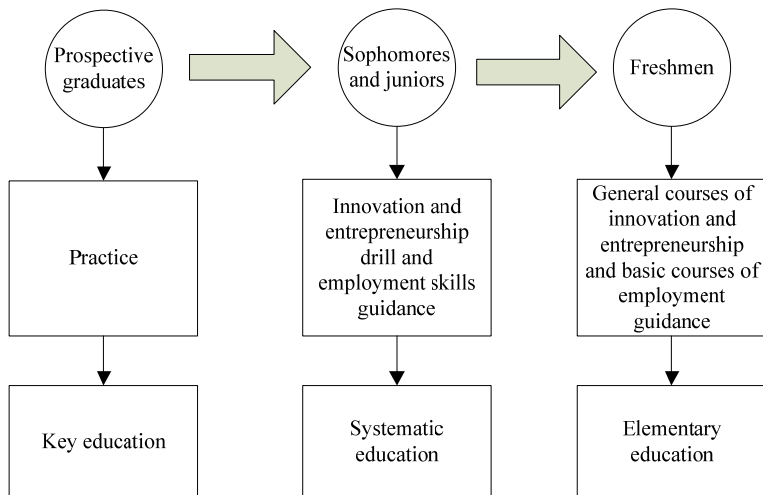 Prospective
graduates
Sophomores
and juniors
Freshmen
Practice
Innovation and
entrepreneurship
drill and
employment skills
guidance
General courses of
innovation and
entrepreneurship
and basic courses of
employment
guidance
Key education
Systematic
education
Elementary
education